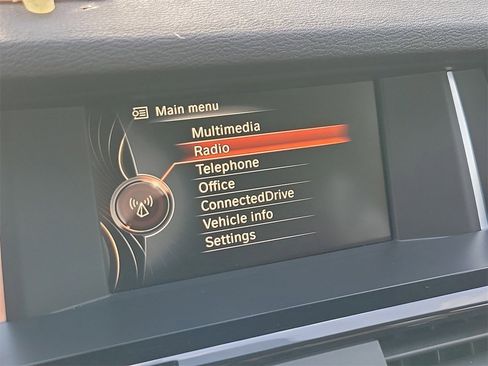 Main menu
Multimedia
Radio
Telephone
Office
ConnectedDrive
Vehicle info
Settings